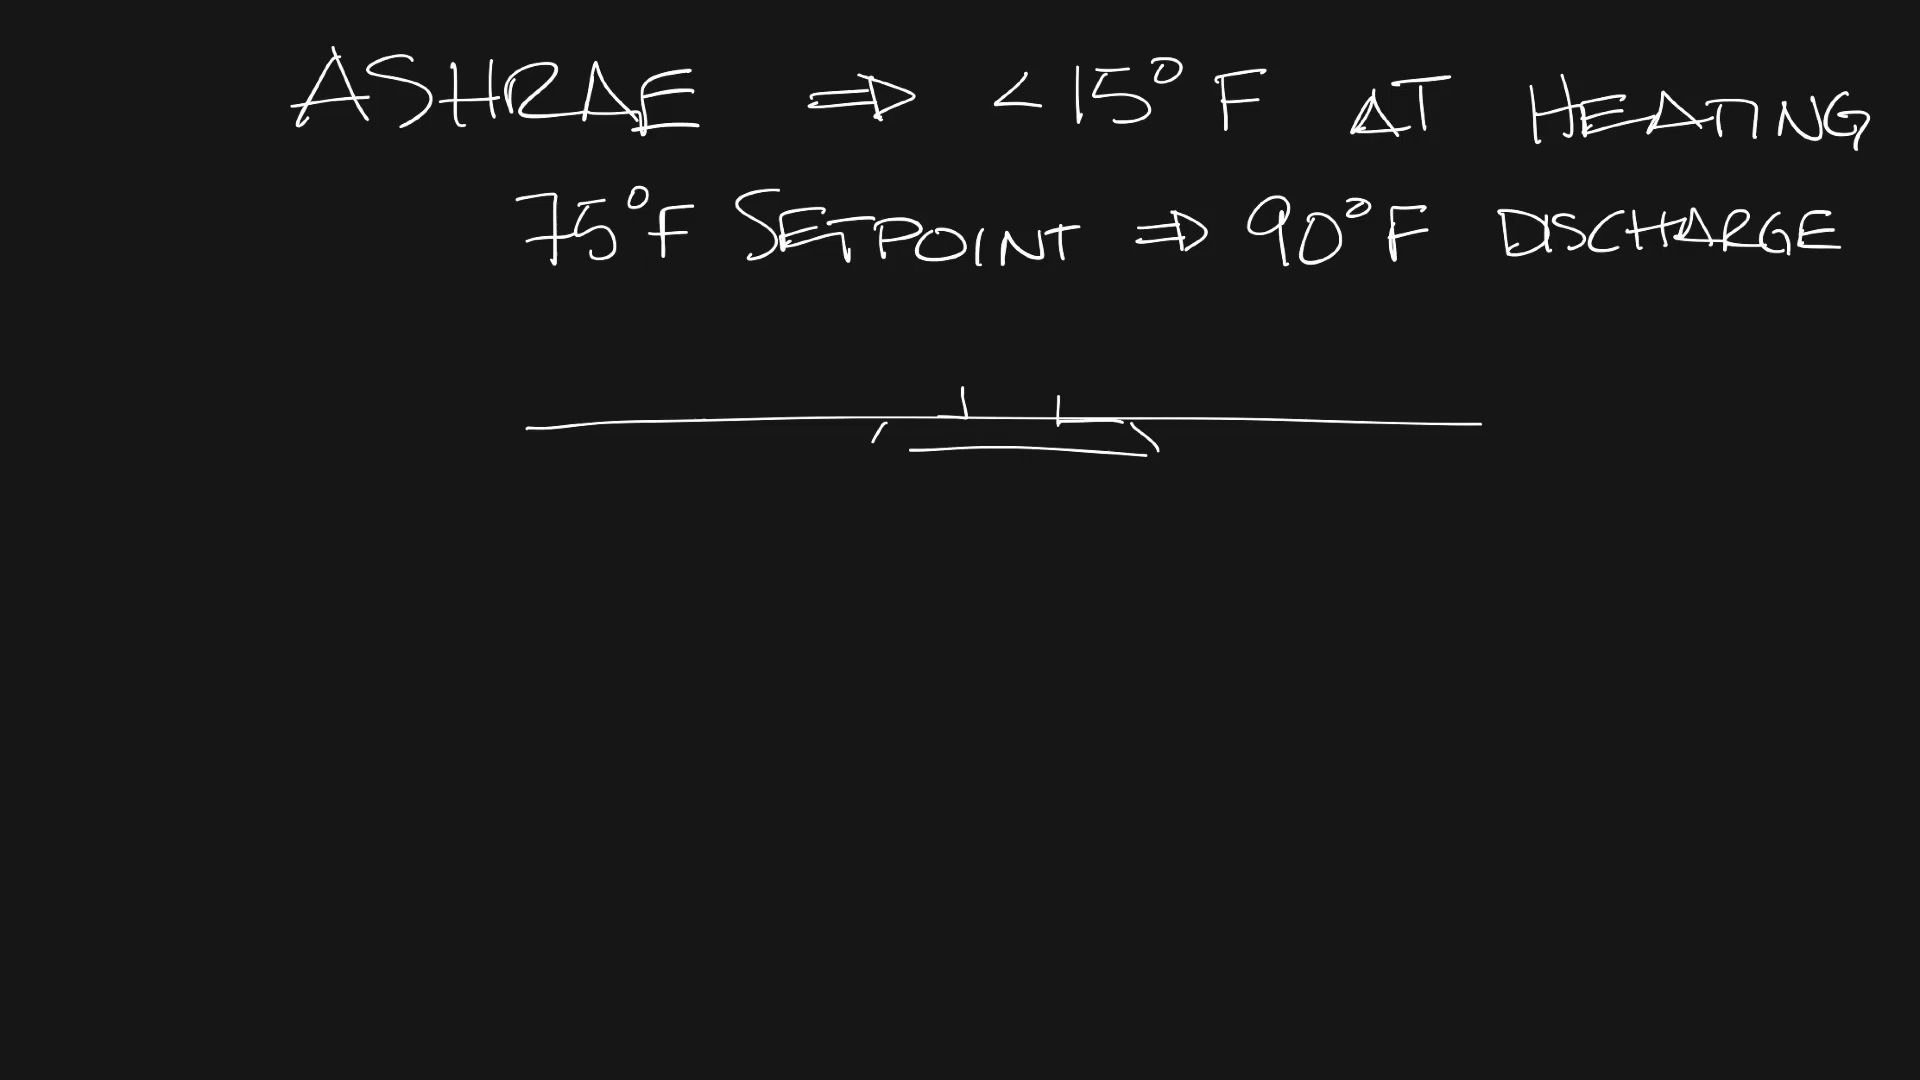 ASHRAE ⇒ <15°F ΔT HEATING
75°F SETPOINT ⇒ 90°F DISCHARGE